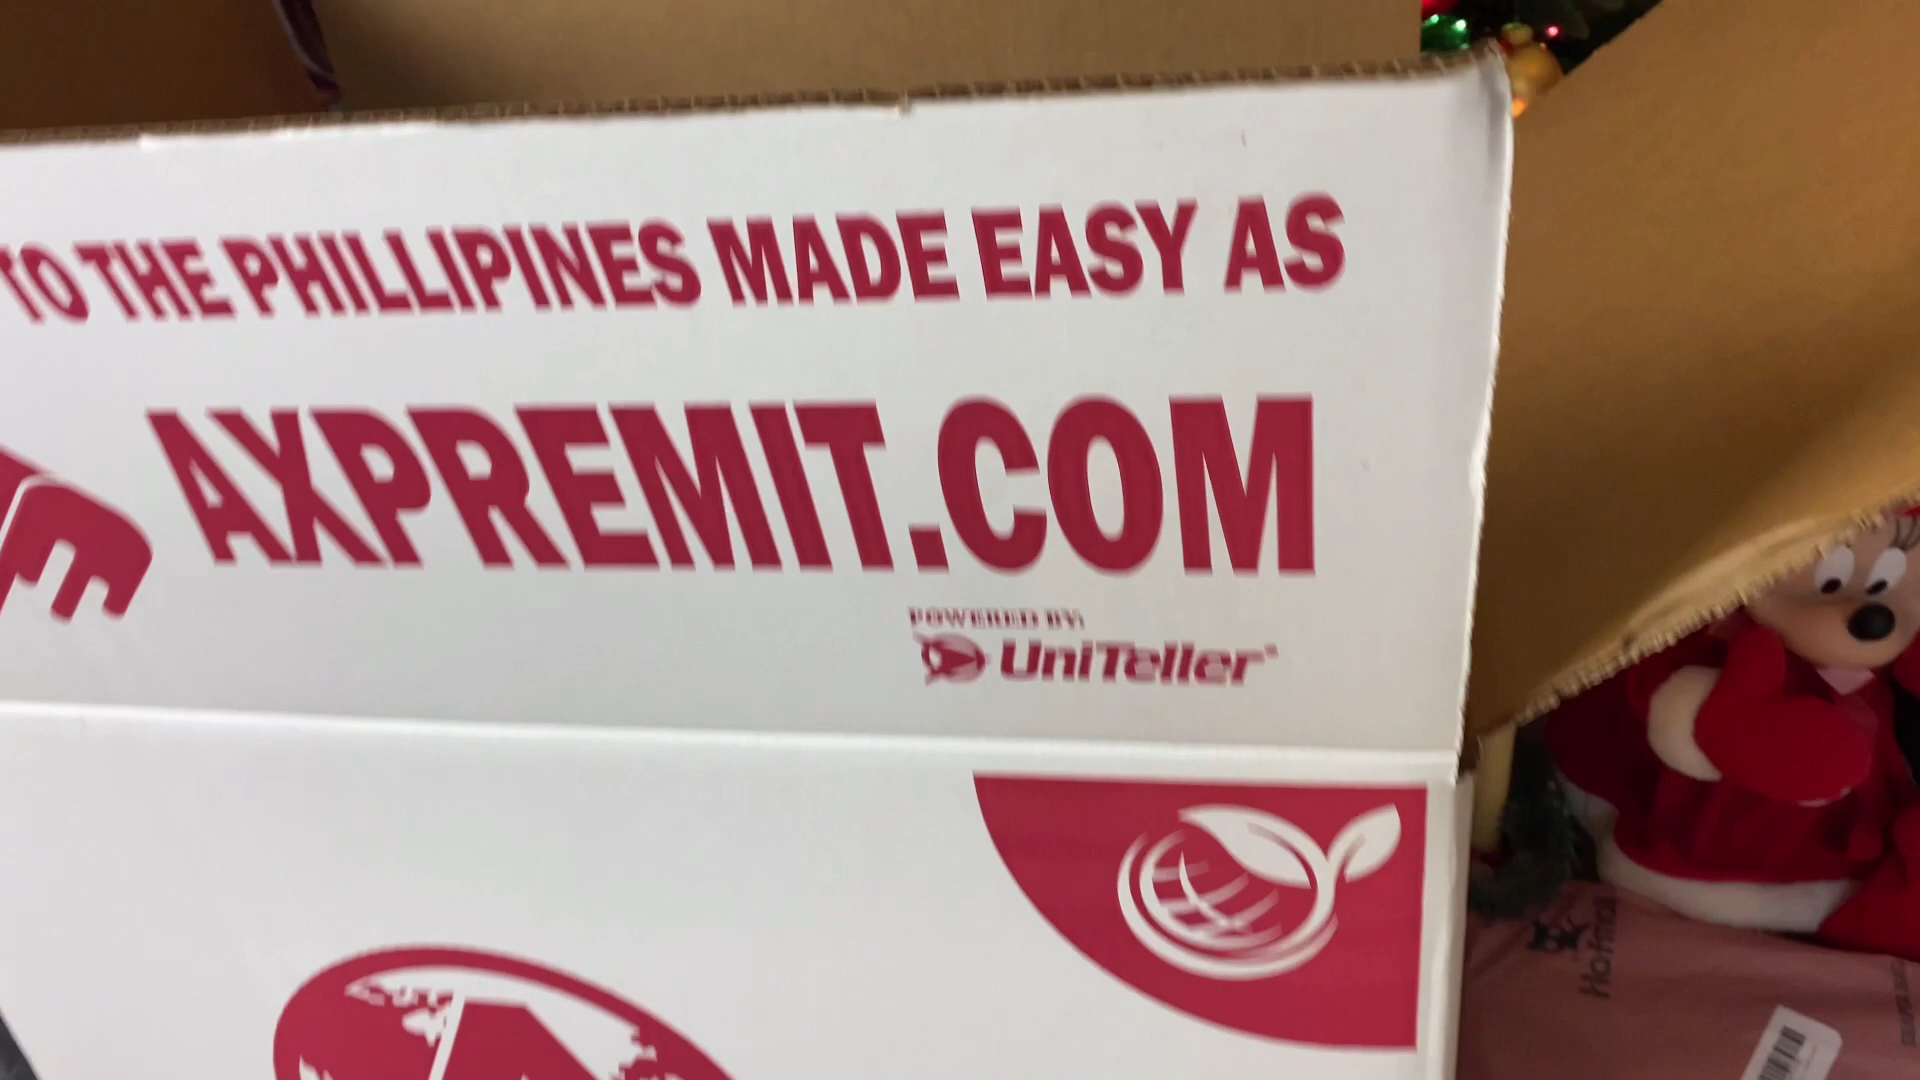 TO THE PHILLIPINES MADE EASY AS
AXPREMIT.COM
POWERED BY:
UniTeller